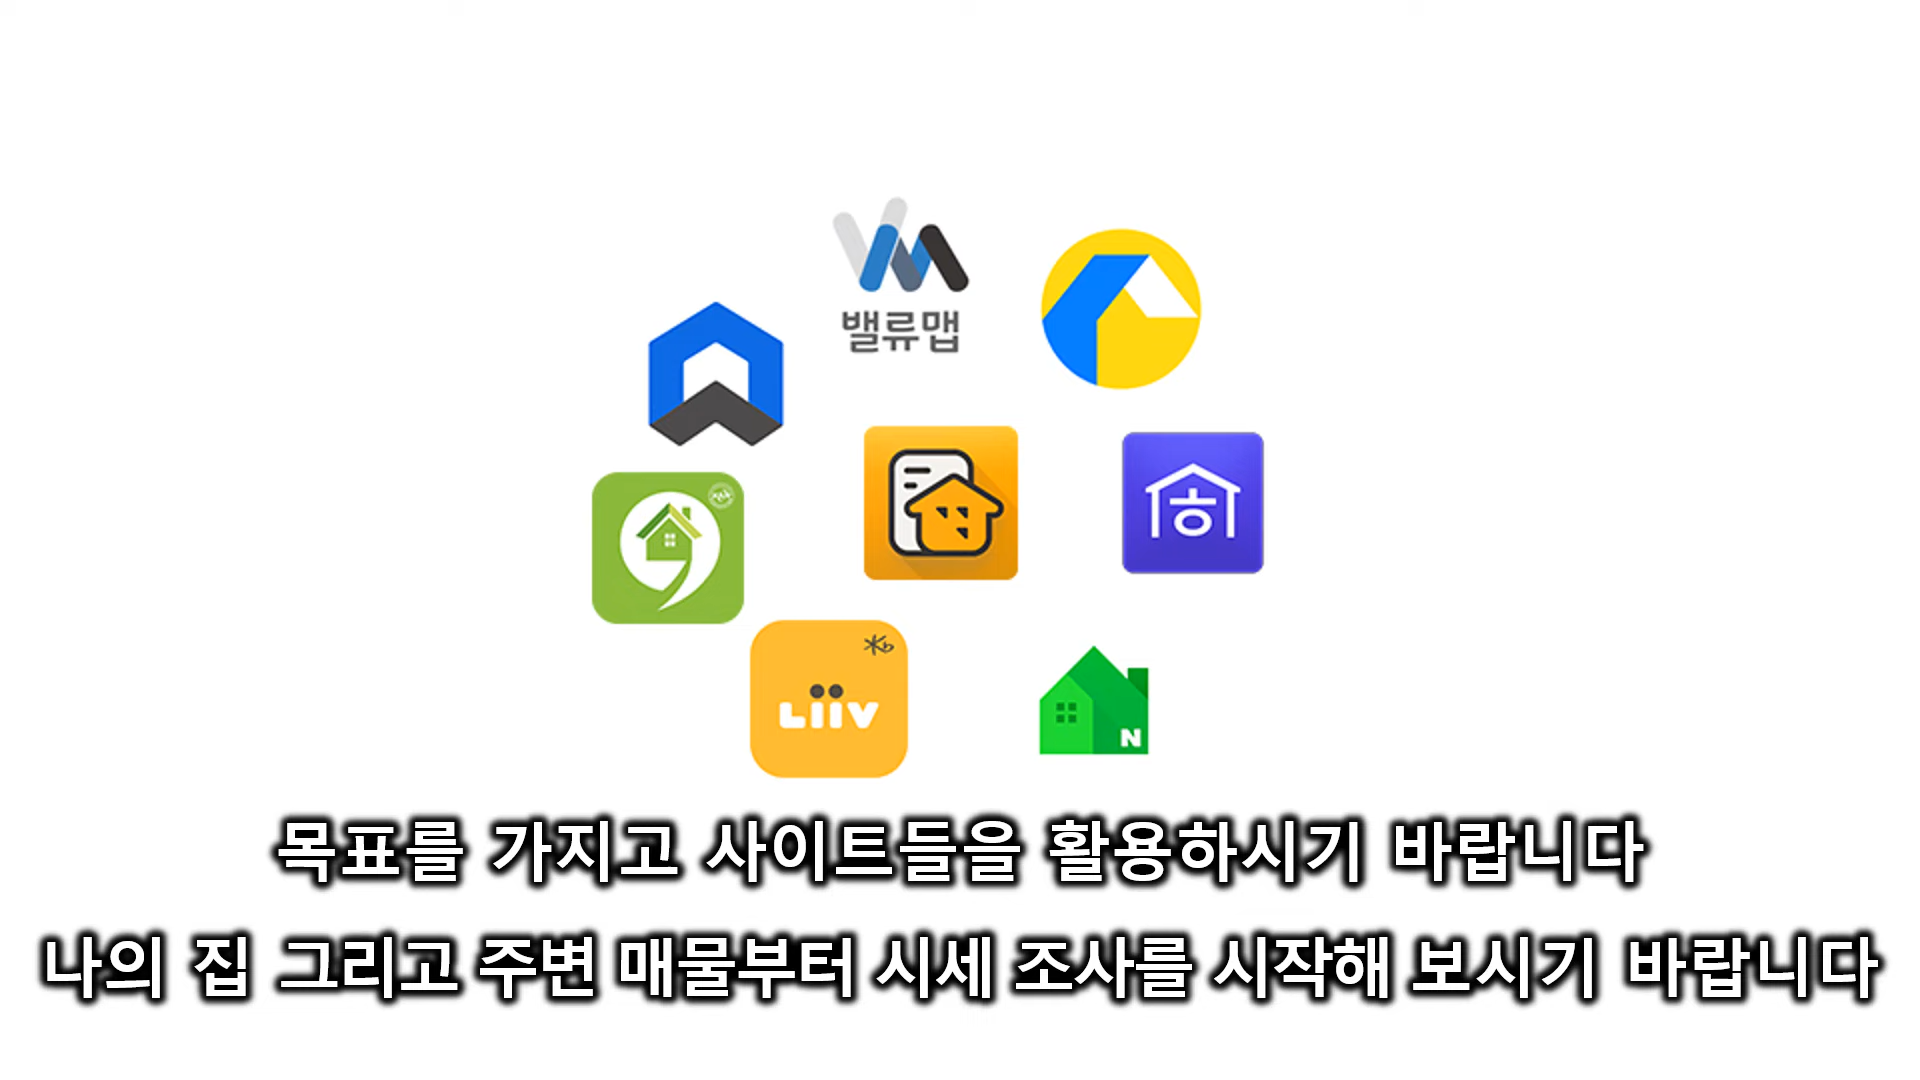 밸류맵
호
Liiv
N
목표를 가지고 사이트들을 활용하시기 바랍니다
나의 집 그리고 주변 매물부터 시세 조사를 시작해 보시기 바랍니다